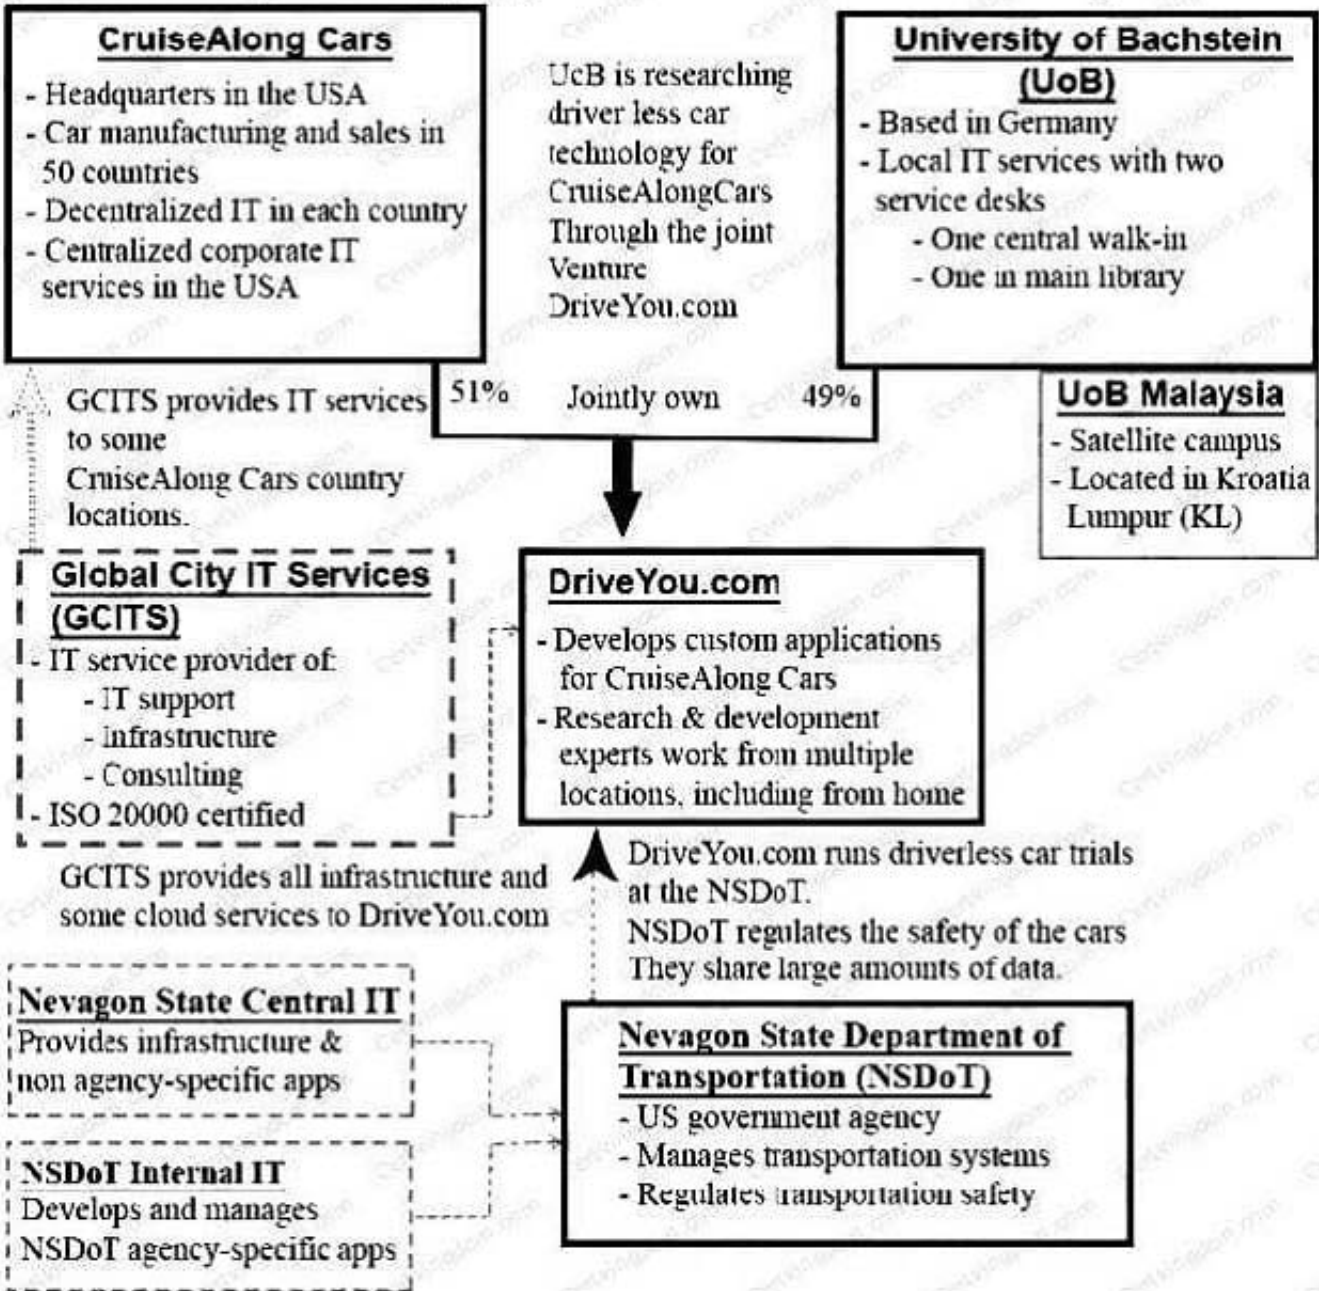 CruiseAlong Cars
- Headquarters in the USA
- Car manufacturing and sales in
50 countries
- Decentralized IT in each country
- Centralized corporate IT
services in the USA
UcB is researching
driver less car
technology for
CruiseAlongCars
Through the joint
Venture
DriveYou.com
University of Bachstein
(UoB)
- Based in Germany
- Local IT services with two
service desks
- One central walk-in
- One in main library
51% Jointly own 49%
UoB Malaysia
- Satellite campus
- Located in Kroatia
Lumpur (KL)
GCITS provides IT services
to some
CruiseAlong Cars country
locations.
Global City IT Services
(GCITS)
- IT service provider of:
- IT support
- Infrastructure
- Consulting
- ISO 20000 certified
DriveYou.com
- Develops custom applications
for CruiseAlong Cars
- Research & development
experts work from multiple
locations, including from home
GCITS provides all infrastructure and
some cloud services to DriveYou.com
DriveYou.com runs driverless car trials
at the NSDoT.
NSDoT regulates the safety of the cars
They share large amounts of data.
Nevagon State Central IT
Provides infrastructure &
non agency-specific apps
NSDoT Internal IT
Develops and manages
NSDoT agency-specific apps
Nevagon State Department of
Transportation (NSDoT)
- US government agency
- Manages transportation systems
- Regulates transportation safety